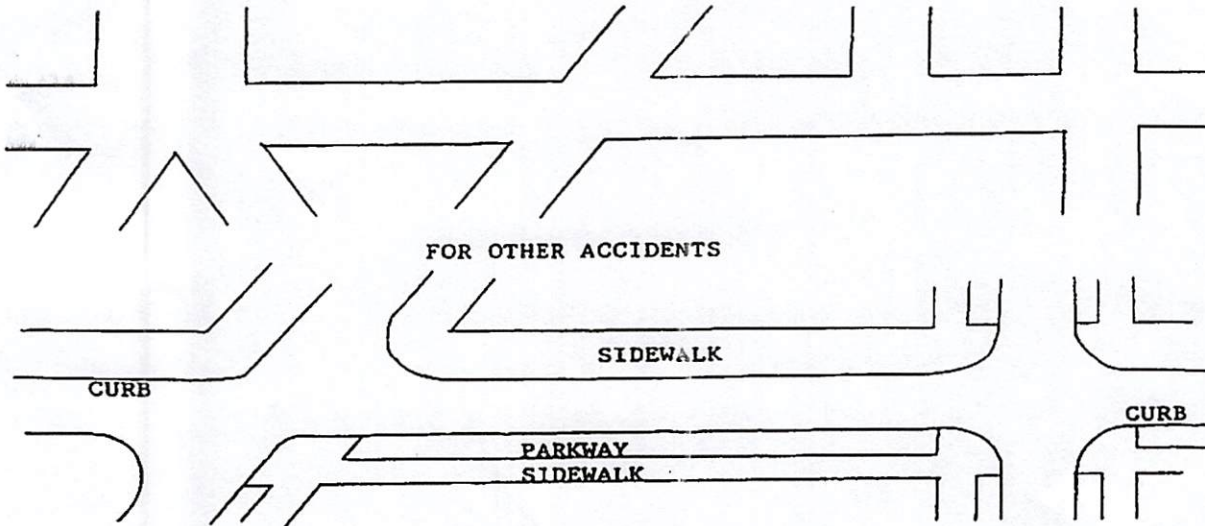 FOR OTHER ACCIDENTS
SIDEWALK
CURB
CURB
PARKWAY
SIDEWALK